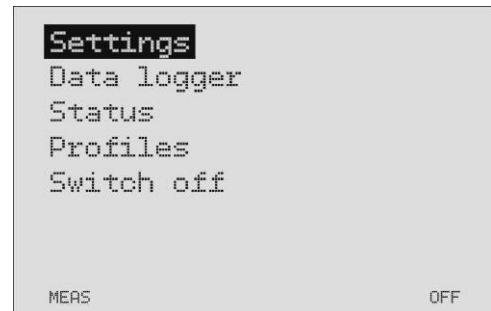 Settings
Data logger
Status
Profiles
Switch off
MEAS OFF